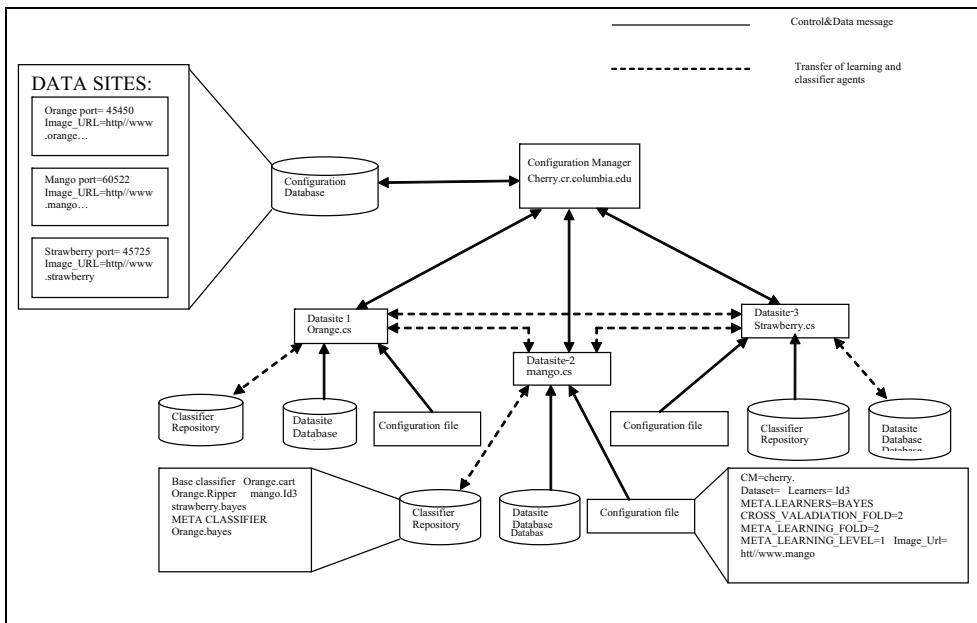 Control&Data message
Transfer of learning and
classifier agents
DATA SITES:
Orange port= 45450
Image_URL=http//www
.orange…
Mango port=60522
Image_URL=http//www
.mango…
Strawberry port= 45725
Image_URL=http//www
.strawberry
Configuration
Database
Configuration Manager
Cherry.cr.columbia.edu
Datasite 1
Orange.cs
Datasite-2
mango.cs
Datasite-3
Strawberry.cs
Classifier
Repository
Datasite
Database
Configuration file
Configuration file
Classifier
Repository
Datasite
Database
Database
Base classifier Orange.cart
Orange.Ripper mango.Id3
strawberry.bayes
META CLASSIFIER
Orange.bayes
Classifier
Repository
Datasite
Database
Databas
Configuration file
CM=cherry.
Dataset= Learners= Id3
META.LEARNERS=BAYES
CROSS_VALADIATION_FOLD=2
META_LEARNING_FOLD=2
META_LEARNING_LEVEL=1 Image_Url=
htt//www.mango